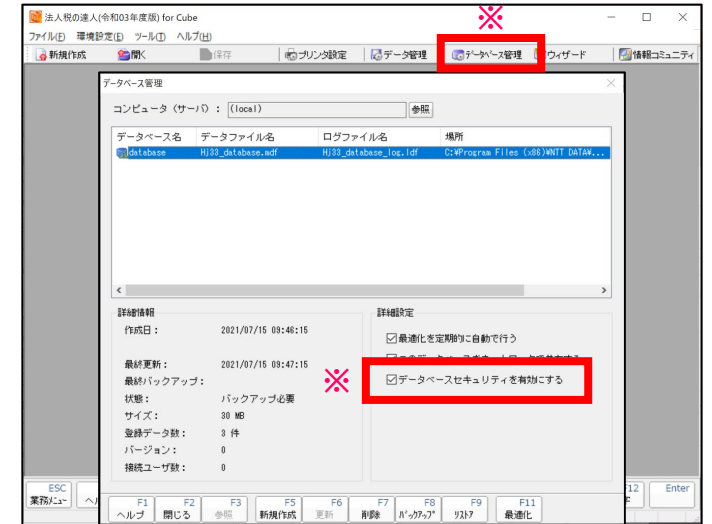 ※
法人税の達人(令和03年度版) for Cube
ファイル(F) 環境設定(E) ツール(T) ヘルプ(H)
新規作成 開く 保存 プリンタ設定 データ管理 データベース管理 ウィザード 情報コミュニティ
データベース管理
コンピュータ（サーバ）： (local) 参照
データベース名 データファイル名 ログファイル名 場所
database Hj33_database.mdf Hj33_database_log.ldf C:¥Program Files (x86)¥NTT DATA¥...
詳細情報 詳細設定
作成日： 2021/07/15 09:46:15
最適化を定期的に自動で行う
最終更新： 2021/07/15 09:47:15
最終バックアップ：
※ データベースセキュリティを有効にする
状態： バックアップ必要
サイズ： 30 MB
登録データ数： 3 件
バージョン： 0
接続ユーザ数： 0
ESC F12 Enter
業務メニュー
F1 F2 F3 F5 F6 F7 F8 F9 F11
ヘルプ 閉じる 参照 新規作成 更新 削除 バックアップ リストア 最適化